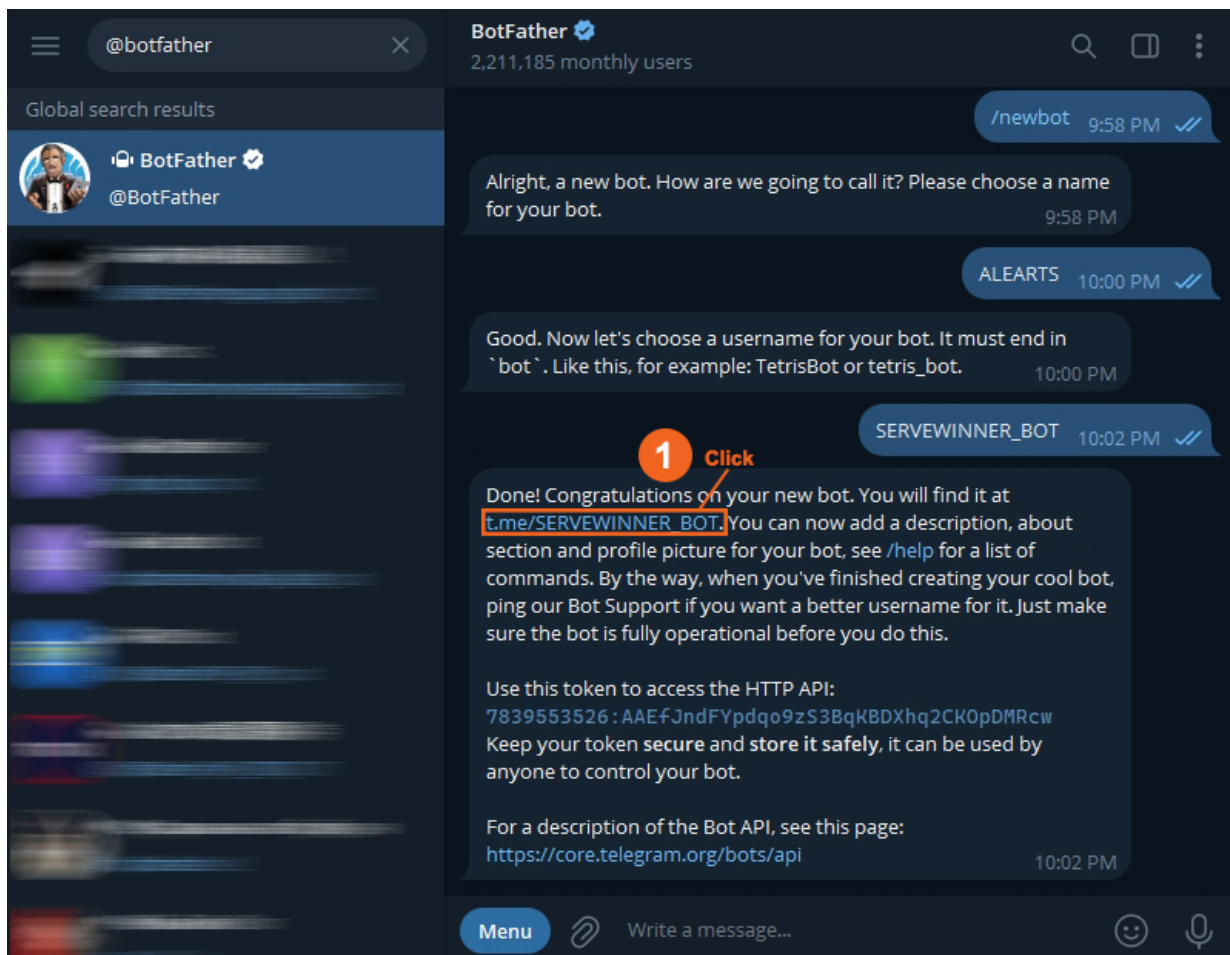 @botfather
Global search results
BotFather
@BotFather
BotFather
2,211,185 monthly users
/newbot 9:58 PM
Alright, a new bot. How are we going to call it? Please choose a name
for your bot.
9:58 PM
ALEARTS 10:00 PM
Good. Now let's choose a username for your bot. It must end in
`bot`. Like this, for example: TetrisBot or tetris_bot.
10:00 PM
SERVEWINNER_BOT 10:02 PM
1 Click
Done! Congratulations on your new bot. You will find it at
t.me/SERVEWINNER_BOT. You can now add a description, about
section and profile picture for your bot, see /help for a list of
commands. By the way, when you've finished creating your cool bot,
ping our Bot Support if you want a better username for it. Just make
sure the bot is fully operational before you do this.
Use this token to access the HTTP API:
7839553526:AAEfJndFYpdqo9zS3BqKBDXhq2CKOpDMRcw
Keep your token secure and store it safely, it can be used by
anyone to control your bot.
For a description of the Bot API, see this page:
https://core.telegram.org/bots/api
10:02 PM
Menu
Write a message...